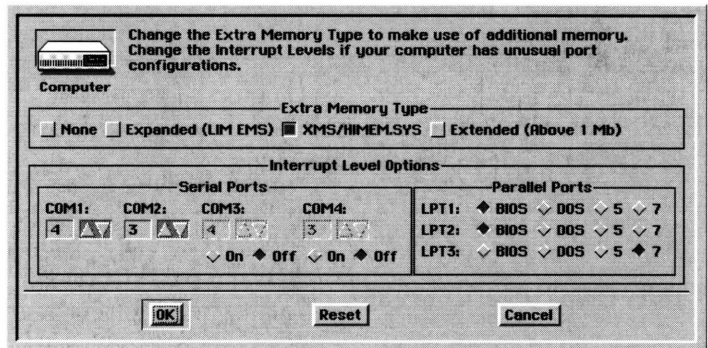 Change the Extra Memory Type to make use of additional memory.
Change the Interrupt Levels if your computer has unusual port
configurations.
Computer
Extra Memory Type
None Expanded (LIM EMS) XMS/HIMEM.SYS Extended (Above 1 Mb)
Interrupt Level Options
Serial Ports
COM1: COM2: COM3: COM4:
4 3 4 3
On Off On Off
Parallel Ports
LPT1: BIOS DOS 5 7
LPT2: BIOS DOS 5 7
LPT3: BIOS DOS 5 7
OK Reset Cancel